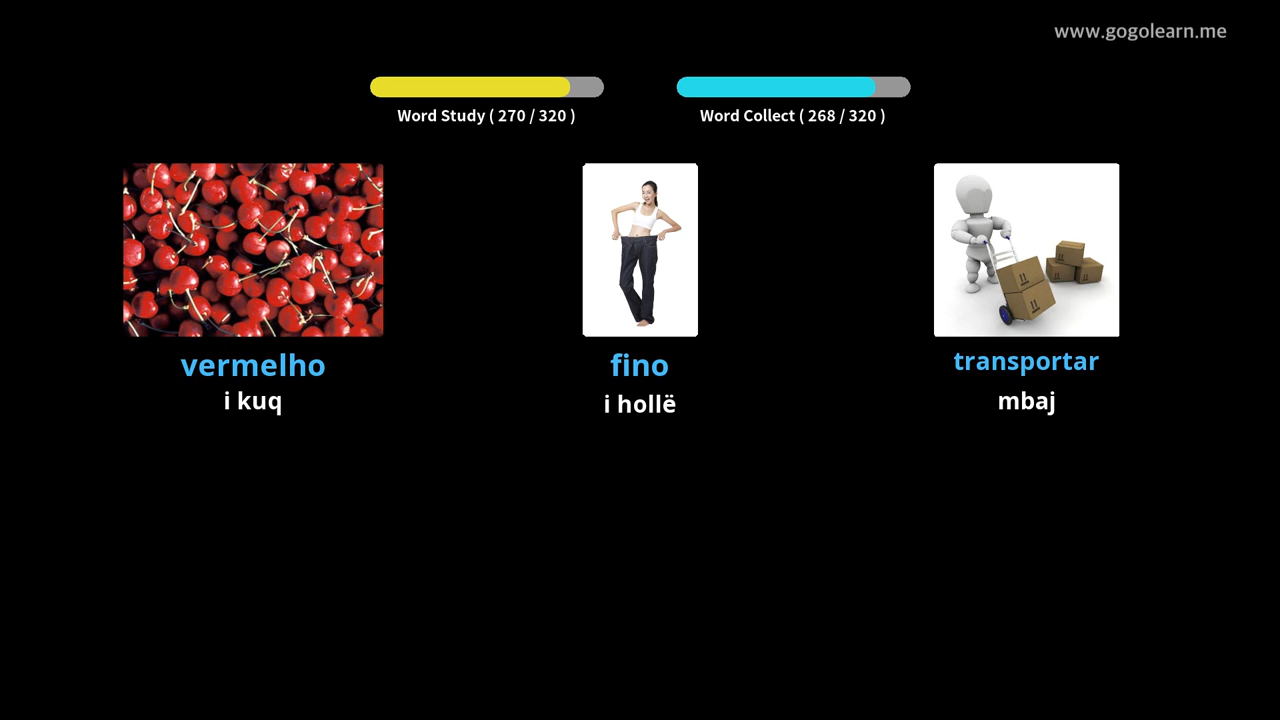 www.gogolearn.me
Word Study ( 270 / 320 )
Word Collect ( 268 / 320 )
vermelho
i kuq
fino
i hollë
transportar
mbaj